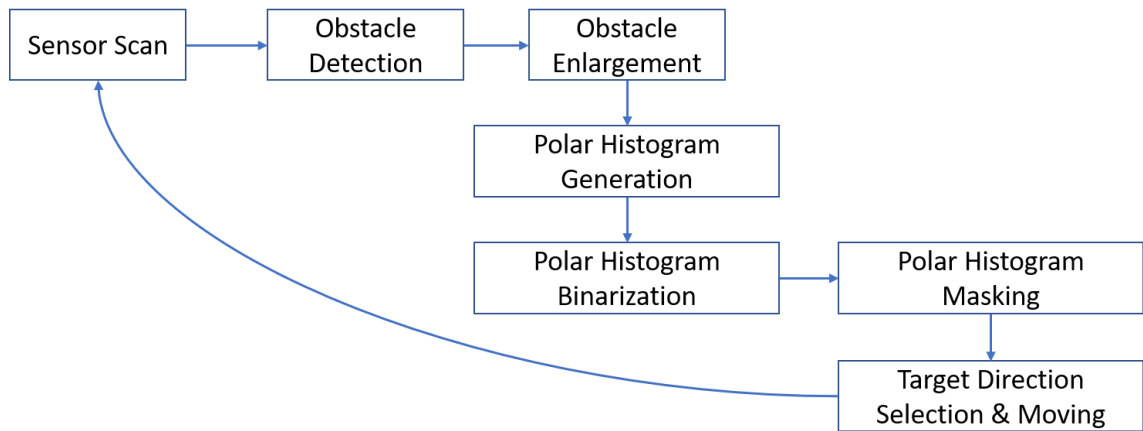 Sensor Scan
Obstacle
Detection
Obstacle
Enlargement
Polar Histogram
Generation
Polar Histogram
Binarization
Polar Histogram
Masking
Target Direction
Selection & Moving